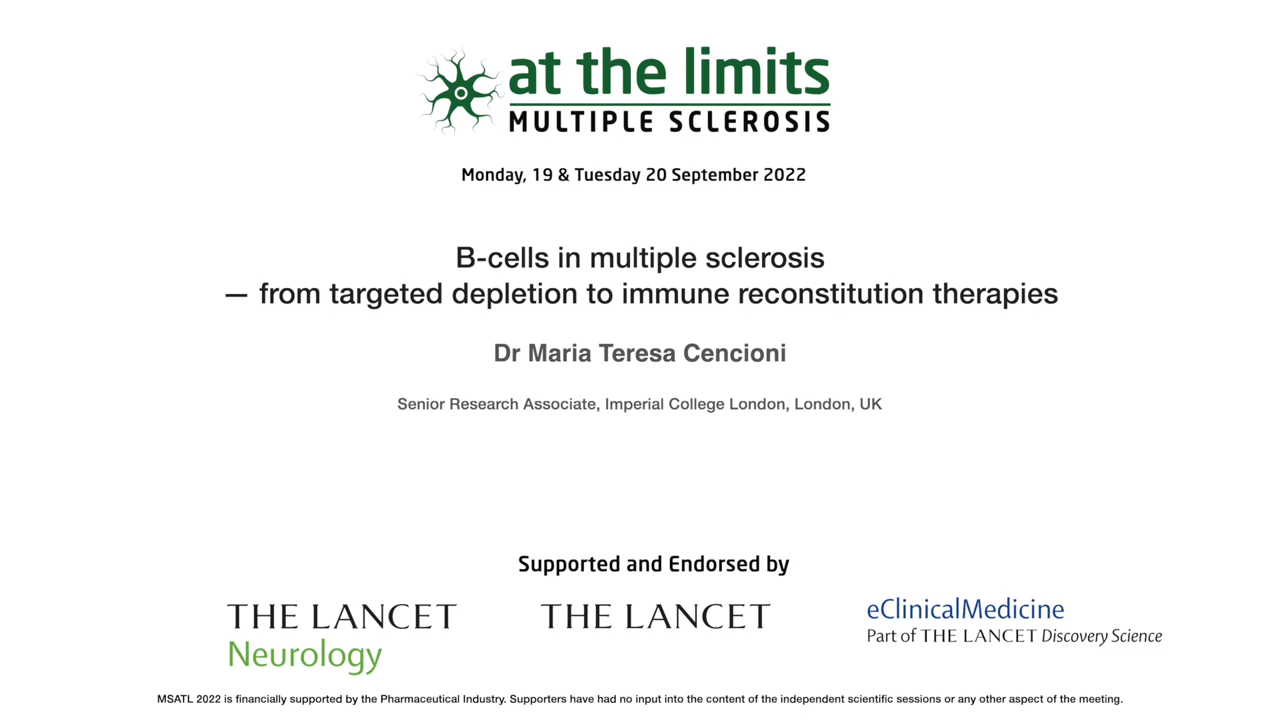 at the limits
MULTIPLE SCLEROSIS
Monday, 19 & Tuesday 20 September 2022
B-cells in multiple sclerosis
— from targeted depletion to immune reconstitution therapies
Dr Maria Teresa Cencioni
Senior Research Associate, Imperial College London, London, UK
Supported and Endorsed by
THE LANCET
Neurology
THE LANCET
eClinicalMedicine
Part of THE LANCET Discovery Science
MSATL 2022 is financially supported by the Pharmaceutical Industry. Supporters have had no input into the content of the independent scientific sessions or any other aspect of the meeting.